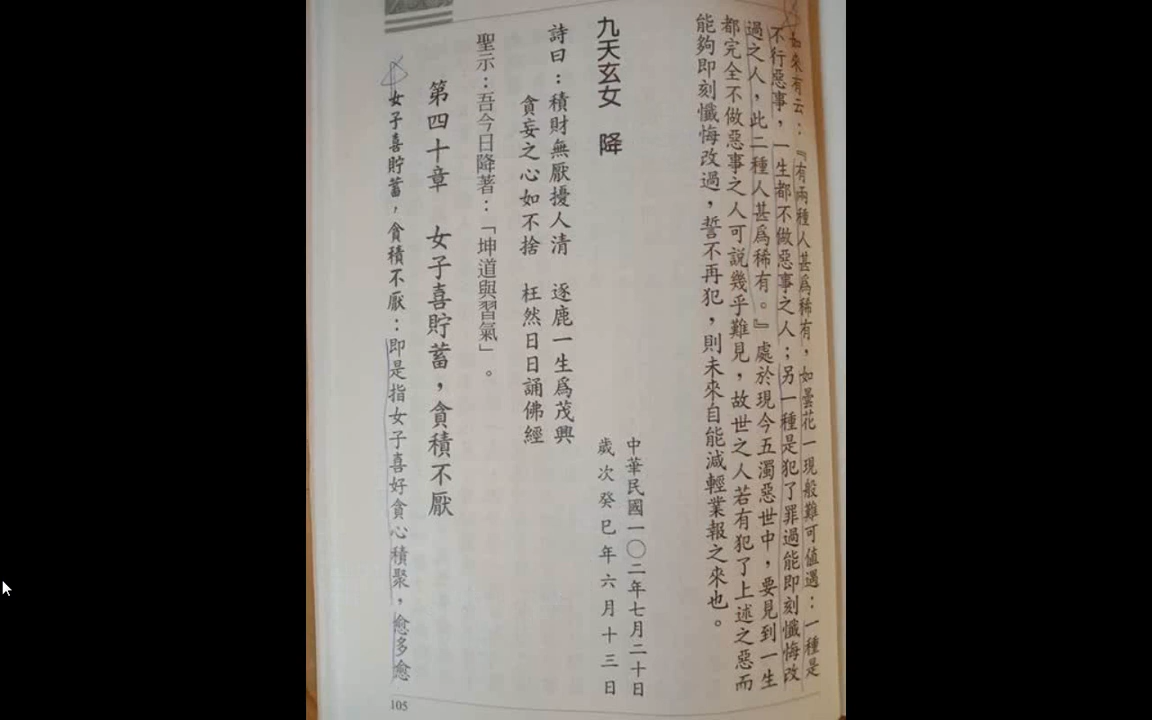 如來有云：『有兩種人甚爲稀有，如曇花一現般難可値遇：一種是
不行惡事，一生都不做惡事之人；另一種是犯了罪過能即刻懺悔改
過之人，此二種人甚爲稀有。』處於現今五濁惡世中，要見到一生
都完全不做惡事之人可説幾乎難見，故世之人若有犯了上述之惡而
能夠即刻懺悔改過，誓不再犯，則未來自能減輕業報之來也。
中華民國一〇二年七月二十日
九天玄女　降
歲次癸巳年六月十三日
詩曰：積財無厭擾人清　逐鹿一生爲茂興
貪妄之心如不捨　枉然日日誦佛經
聖示：吾今日降著：「坤道與習氣」。
第四十章　女子喜貯蓄，貪積不厭
女子喜貯蓄，貪積不厭：即是指女子喜好貪心積聚，愈多愈
105